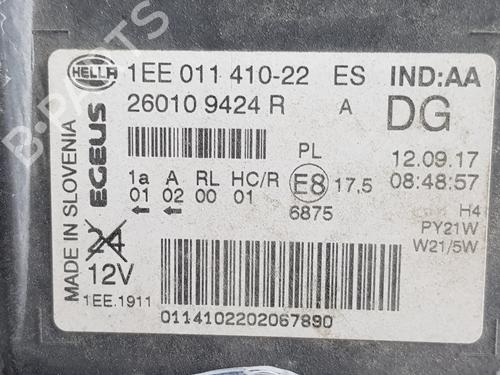 HELLA
1EE 011 410-22 ES IND:AA
26010 9424 R A DG
PL 12.09.17
1a A RL HC/R E8 17,5 08:48:57
01 02 00 01
6875 H4
PY21W
W21/5W
MADE IN SLOVENIA
EGEUS
24
12V
1EE.1911
0114102202067890
B-PARTS